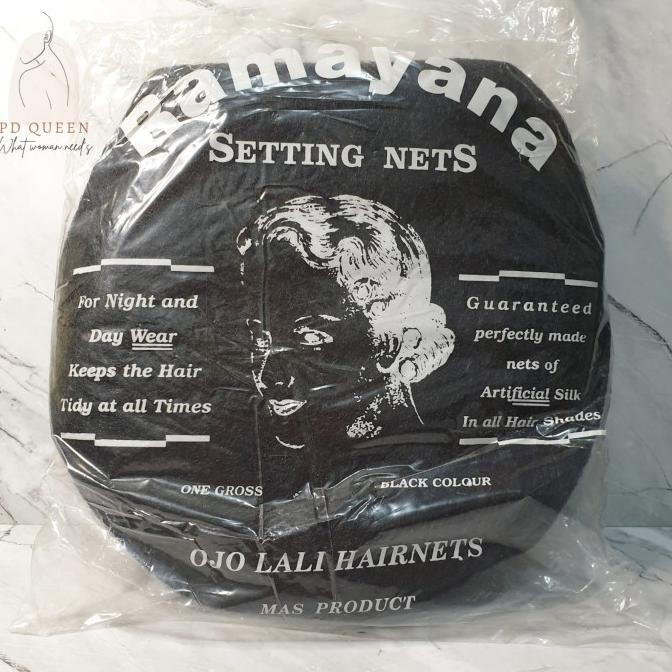 PD QUEEN
What woman need's
Ramayana
SETTING NETS
For Night and
Day Wear
Keeps the Hair
Tidy at all Times
Guaranteed
perfectly made
nets of
Artificial Silk
In all Hair Shades
ONE GROSS
BLACK COLOUR
OJO LALI HAIRNETS
MAS PRODUCT